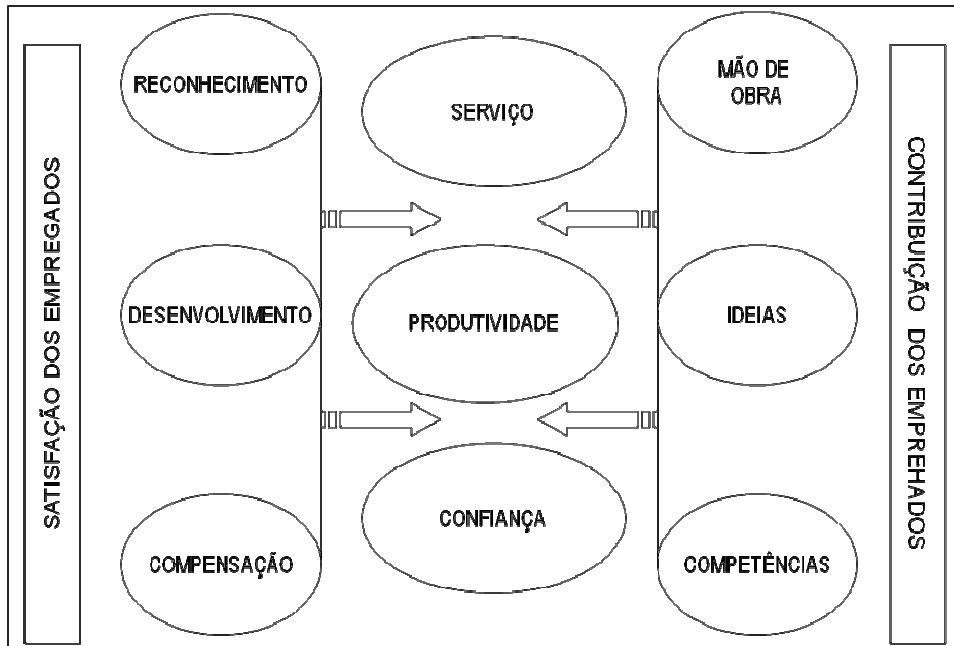 SATISFAÇÃO DOS EMPREGADOS
RECONHECIMENTO
DESENVOLVIMENTO
COMPENSAÇÃO
SERVIÇO
PRODUTIVIDADE
CONFIANÇA
MÃO DE
OBRA
IDEIAS
COMPETÊNCIAS
CONTRIBUIÇÃO DOS EMPREHADOS